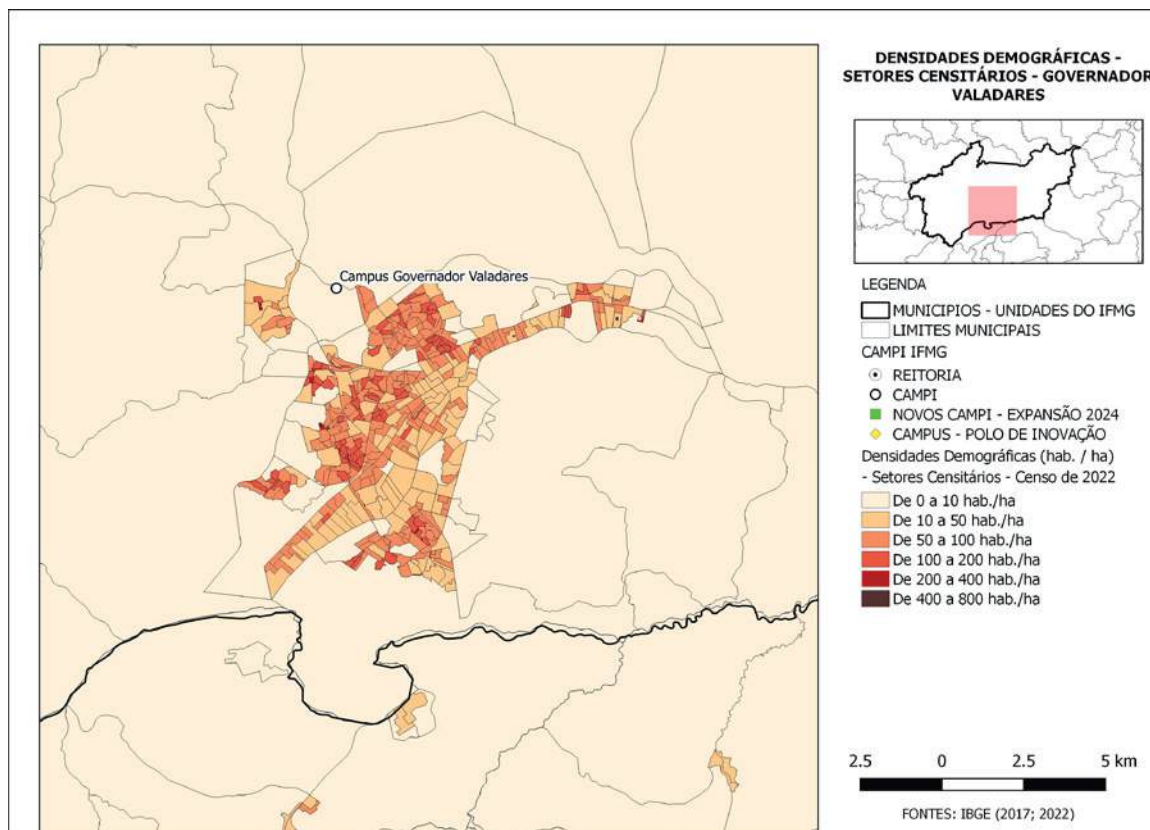 DENSIDADES DEMOGRÁFICAS -
SETORES CENSITÁRIOS - GOVERNADOR
VALADARES
Campus Governador Valadares
LEGENDA
MUNICIPIOS - UNIDADES DO IFMG
LIMITES MUNICIPAIS
CAMPI IFMG
REITORIA
CAMPI
NOVOS CAMPI - EXPANSÃO 2024
CAMPUS - POLO DE INOVAÇÃO
Densidades Demográficas (hab. / ha)
- Setores Censitários - Censo de 2022
De 0 a 10 hab./ha
De 10 a 50 hab./ha
De 50 a 100 hab./ha
De 100 a 200 hab./ha
De 200 a 400 hab./ha
De 400 a 800 hab./ha
2.5 0 2.5 5 km
FONTES: IBGE (2017; 2022)